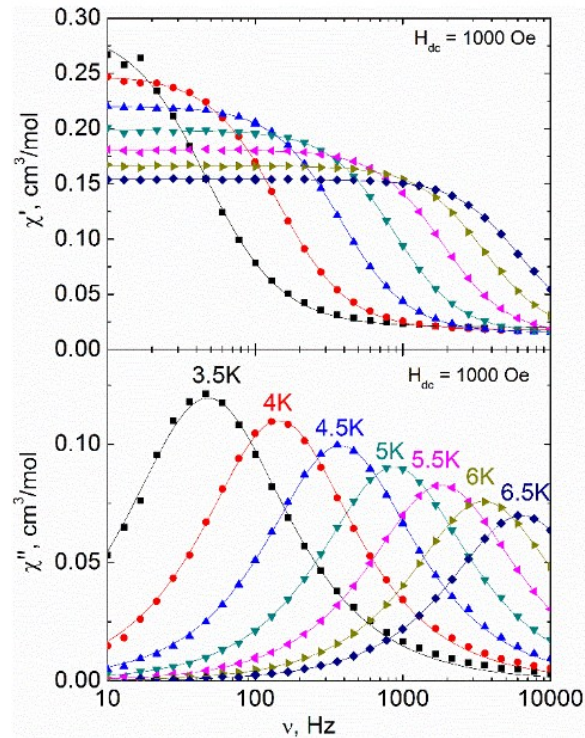 H_dc = 1000 Oe
χ', cm³/mol
0.30
0.25
0.20
0.15
0.10
0.05
0.00
H_dc = 1000 Oe
χ'', cm³/mol
0.10
0.05
0.00
3.5K
4K
4.5K
5K
5.5K
6K
6.5K
10
100
1000
10000
ν, Hz